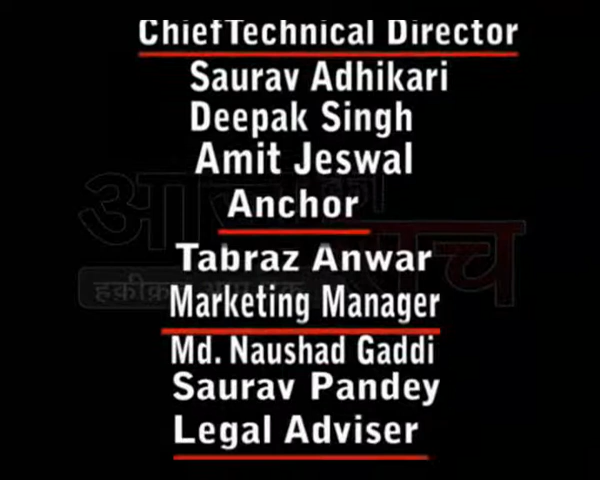 ChiefTechnical Director
Saurav Adhikari
Deepak Singh
Amit Jeswal
Anchor
Tabraz Anwar
Marketing Manager
Md. Naushad Gaddi
Saurav Pandey
Legal Adviser